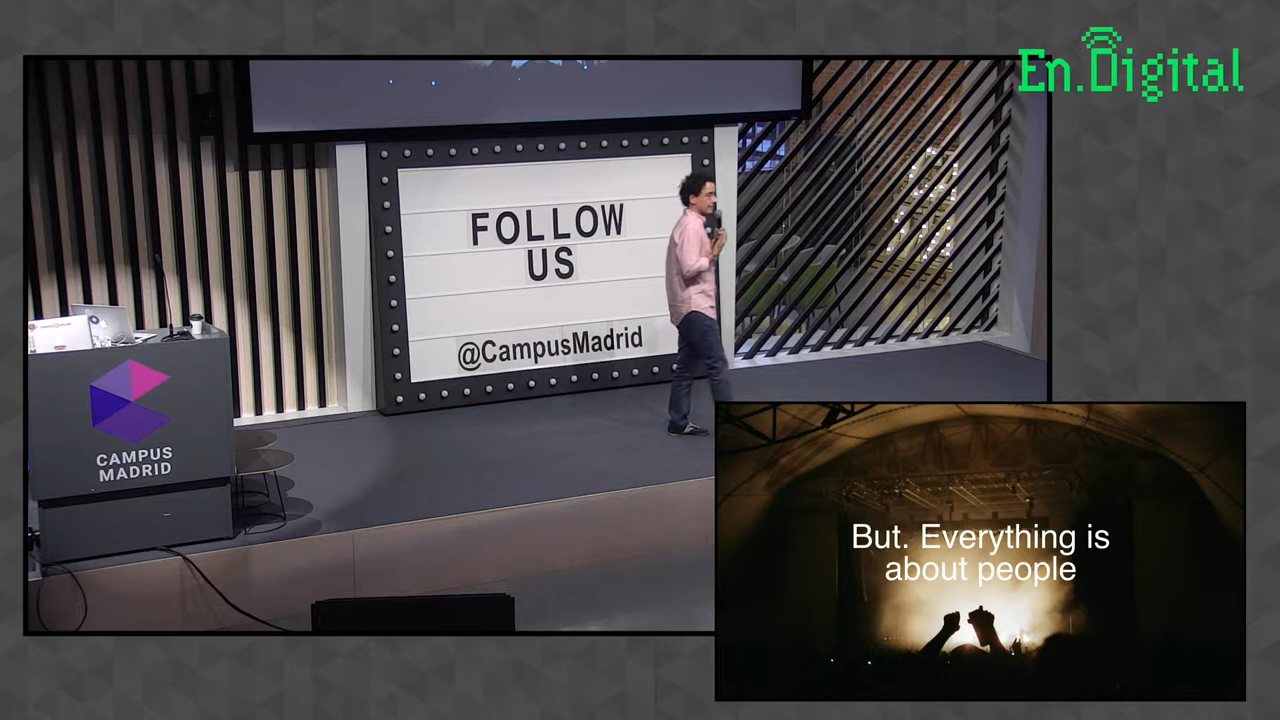 En.Digital
FOLLOW
US
@CampusMadrid
CAMPUS
MADRID
But. Everything is
about people